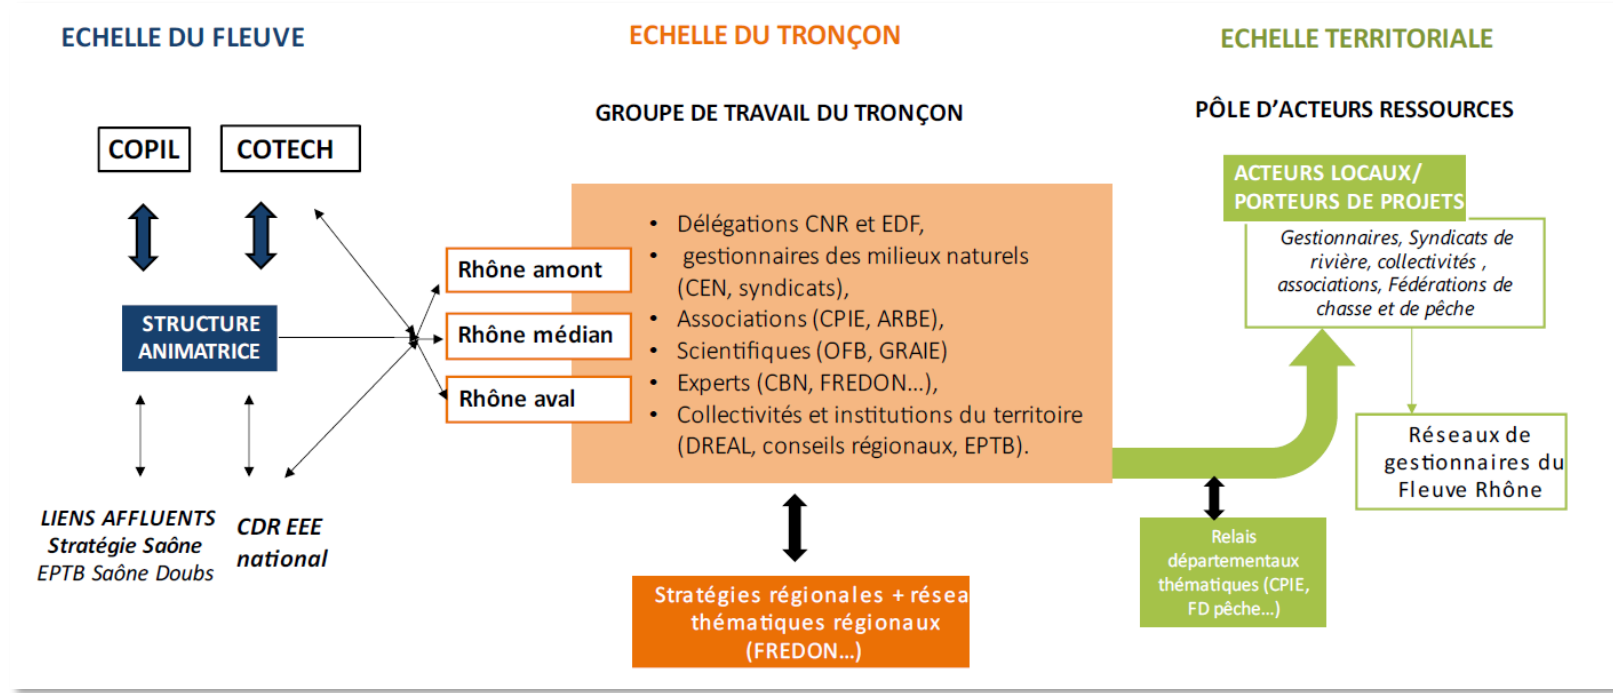 ECHELLE DU FLEUVE
COPIL
COTECH
STRUCTURE
ANIMATRICE
LIENS AFFLUENTS
Stratégie Saône
EPTB Saône Doubs
CDR EEE
national
ECHELLE DU TRONÇON
GROUPE DE TRAVAIL DU TRONÇON
Rhône amont
Rhône médian
Rhône aval
• Délégations CNR et EDF,
• gestionnaires des milieux naturels
(CEN, syndicats),
• Associations (CPIE, ARBE),
• Scientifiques (OFB, GRAIE)
• Experts (CBN, FREDON...),
• Collectivités et institutions du territoire
(DREAL, conseils régionaux, EPTB).
Stratégies régionales + résea
thématiques régionaux
(FREDON...)
ECHELLE TERRITORIALE
PÔLE D'ACTEURS RESSOURCES
ACTEURS LOCAUX/
PORTEURS DE PROJETS
Gestionnaires, Syndicats de
rivière, collectivités ,
associations, Fédérations de
chasse et de pêche
Réseaux de
gestionnaires du
Fleuve Rhône
Relais
départementaux
thématiques (CPIE,
FD pêche...)